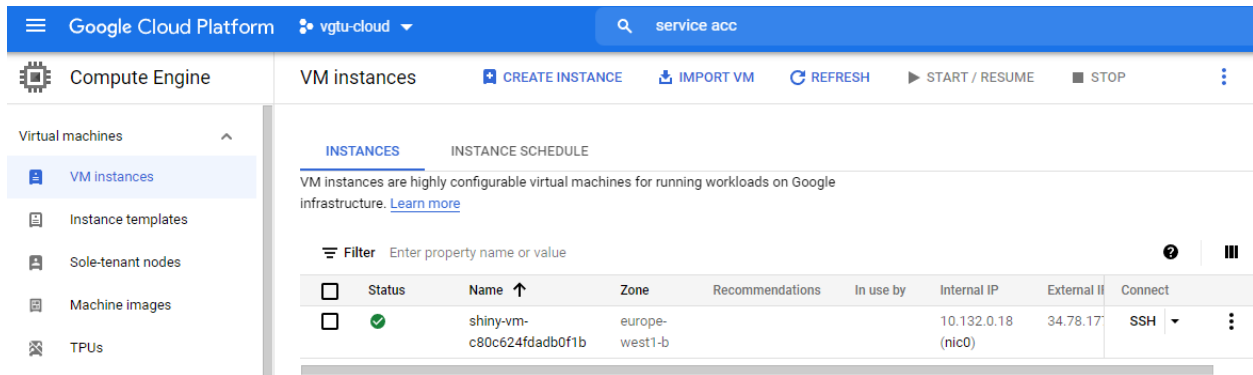 Google Cloud Platform
vgtu-cloud
service acc
Compute Engine
VM instances
CREATE INSTANCE
IMPORT VM
REFRESH
START / RESUME
STOP
Virtual machines
VM instances
Instance templates
Sole-tenant nodes
Machine images
TPUs
INSTANCES
INSTANCE SCHEDULE
VM instances are highly configurable virtual machines for running workloads on Google
infrastructure. Learn more
Filter Enter property name or value
Status Name Zone Recommendations In use by Internal IP External Connect
shiny-vm- europe- 10.132.0.18 SSH
c80c624fdadb0f1b west1-b (nic0)